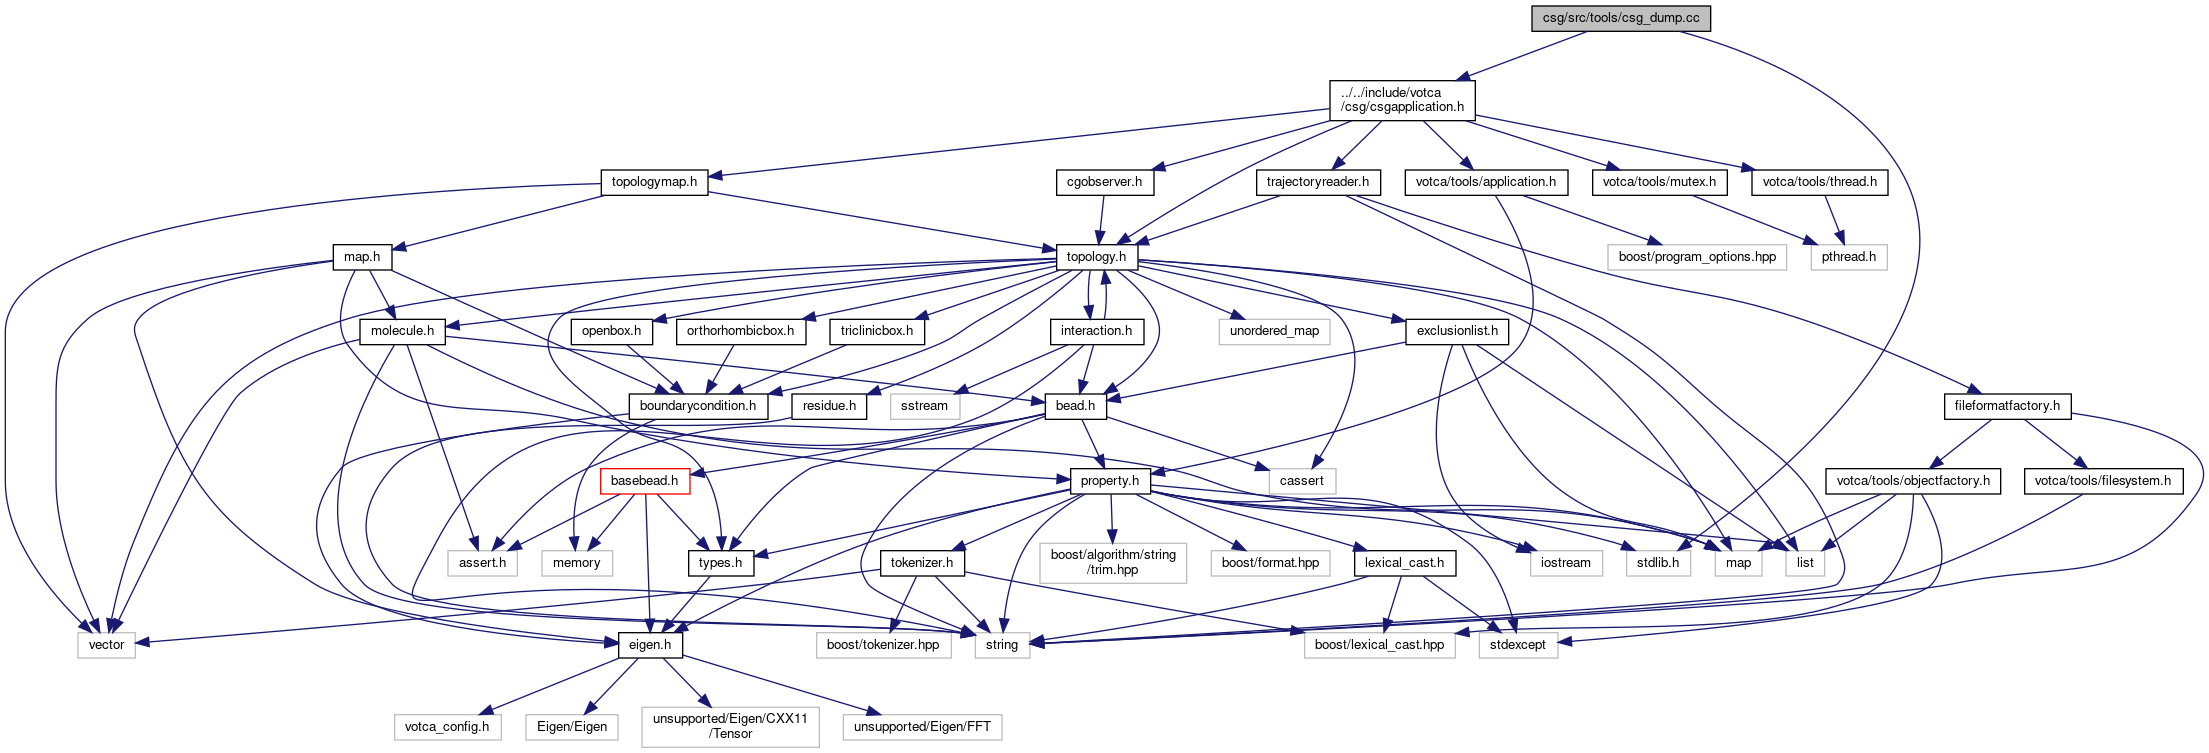 csg/src/tools/csg_dump.cc
../../include/votca
/csg/csgapplication.h
topologymap.h
cgobserver.h
trajectoryreader.h
votca/tools/application.h
votca/tools/mutex.h
votca/tools/thread.h
map.h
topology.h
boost/program_options.hpp
pthread.h
molecule.h
openbox.h
orthorhombicbox.h
triclinicbox.h
interaction.h
unordered_map
exclusionlist.h
boundarycondition.h
residue.h
sstream
bead.h
fileformatfactory.h
basebead.h
property.h
cassert
votca/tools/objectfactory.h
votca/tools/filesystem.h
assert.h
memory
types.h
tokenizer.h
boost/algorithm/string
/trim.hpp
boost/format.hpp
lexical_cast.h
iostream
stdlib.h
map
list
vector
eigen.h
boost/tokenizer.hpp
string
boost/lexical_cast.hpp
stdexcept
votca_config.h
Eigen/Eigen
unsupported/Eigen/CXX11
/Tensor
unsupported/Eigen/FFT